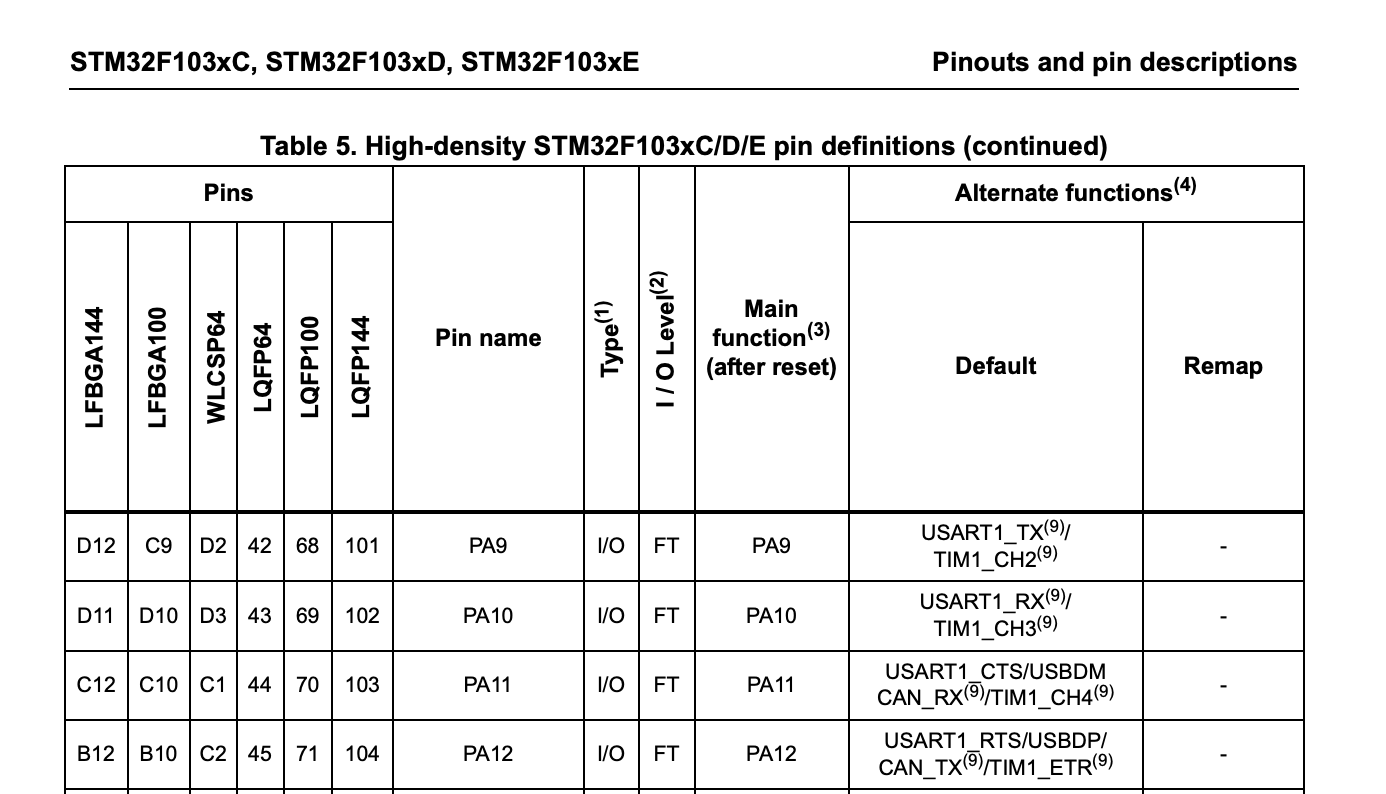 STM32F103xC, STM32F103xD, STM32F103xE Pinouts and pin descriptions
Table 5. High-density STM32F103xC/D/E pin definitions (continued)
Pins
Alternate functions(4)
LFBGA144
LFBGA100
WLCSP64
LQFP64
LQFP100
LQFP144
Pin name
Type(1)
I / O Level(2)
Main
function(3)
(after reset)
Default
Remap
D12 C9 D2 42 68 101 PA9 I/O FT PA9 USART1_TX(9)/
TIM1_CH2(9) -
D11 D10 D3 43 69 102 PA10 I/O FT PA10 USART1_RX(9)/
TIM1_CH3(9) -
C12 C10 C1 44 70 103 PA11 I/O FT PA11 USART1_CTS/USBDM
CAN_RX(9)/TIM1_CH4(9) -
B12 B10 C2 45 71 104 PA12 I/O FT PA12 USART1_RTS/USBDP/
CAN_TX(9)/TIM1_ETR(9) -